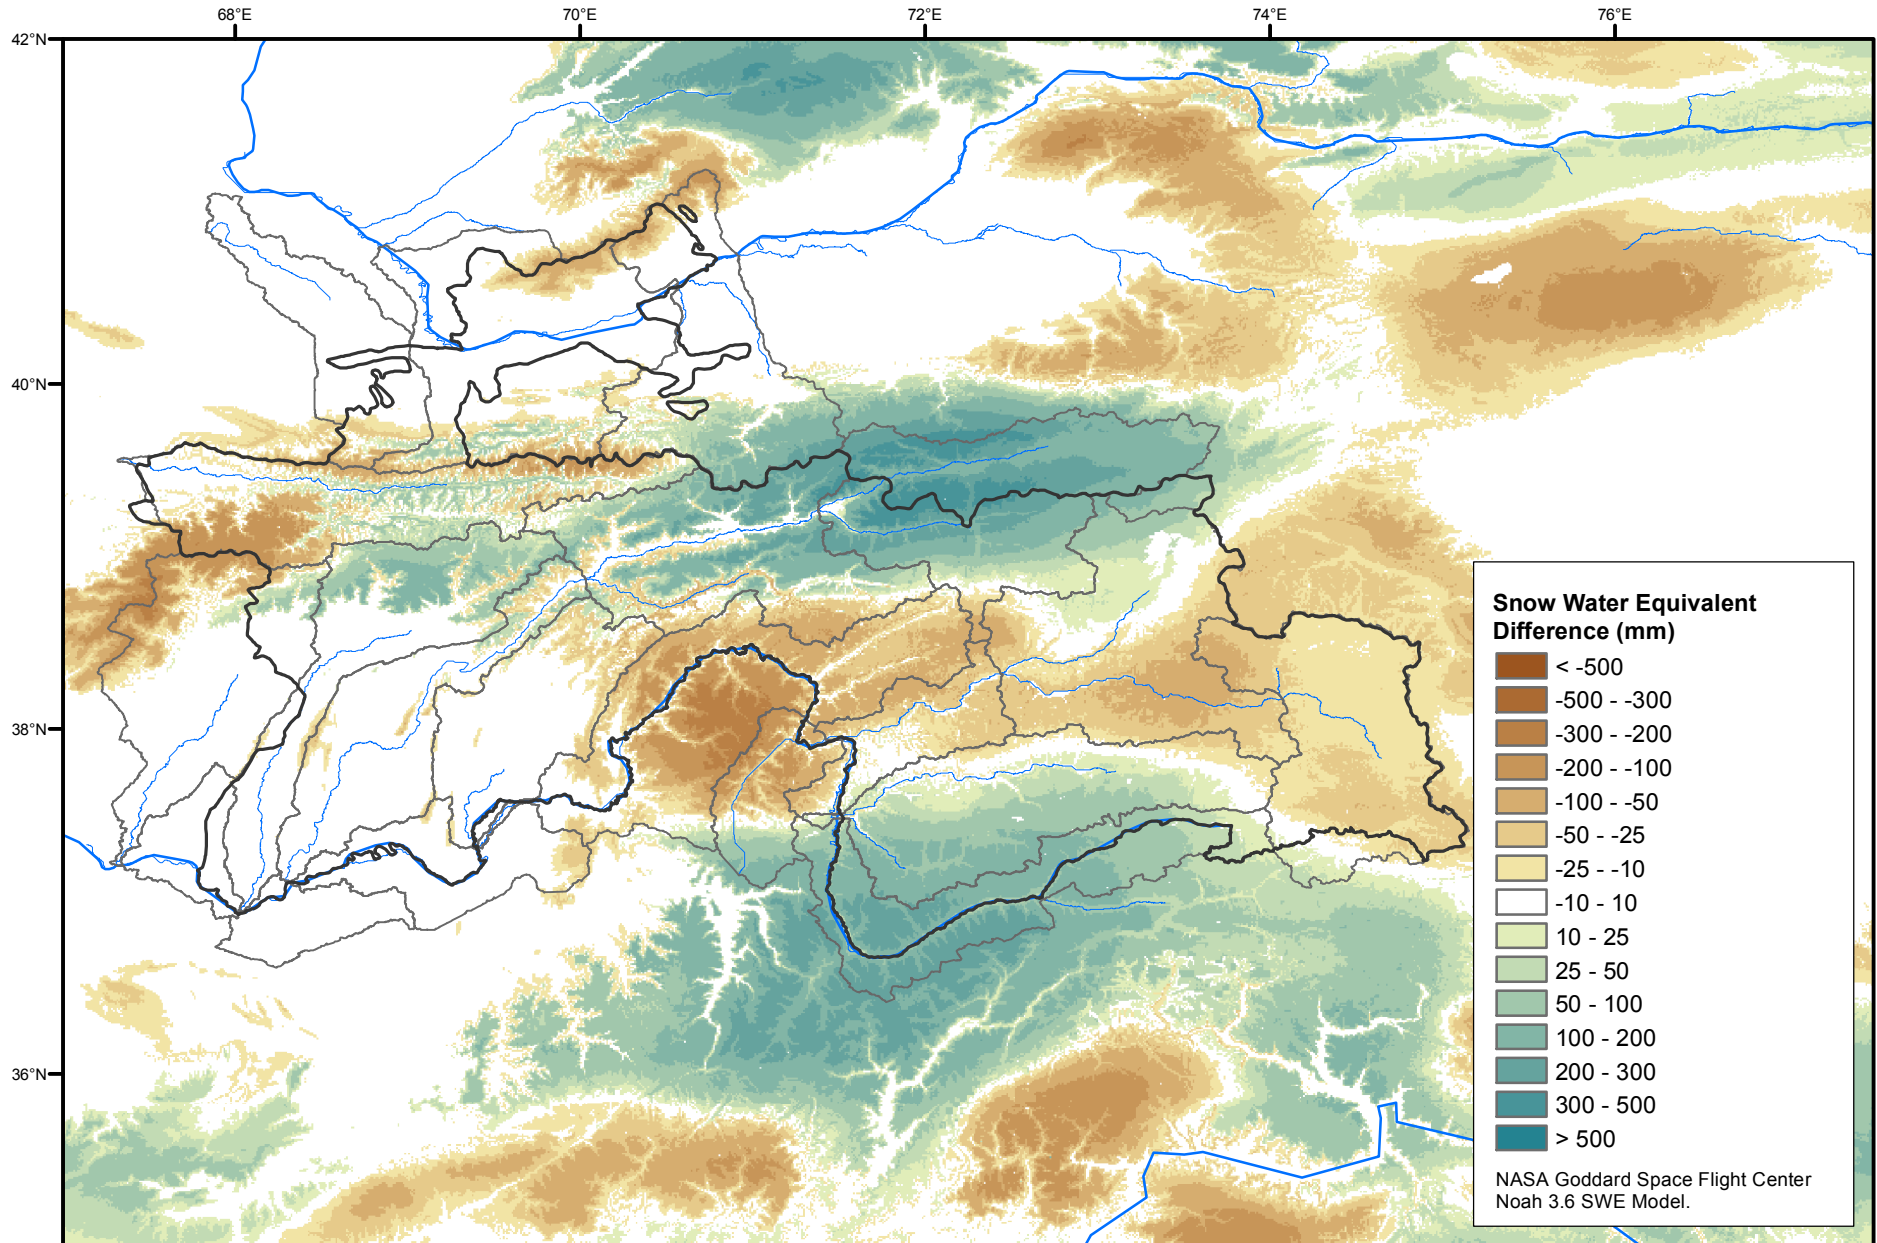 68°E 70°E 72°E 74°E 76°E
42°N
40°N
38°N
36°N
Snow Water Equivalent
Difference (mm)
< -500
-500 - -300
-300 - -200
-200 - -100
-100 - -50
-50 - -25
-25 - -10
-10 - 10
10 - 25
25 - 50
50 - 100
100 - 200
200 - 300
300 - 500
> 500
NASA Goddard Space Flight Center
Noah 3.6 SWE Model.